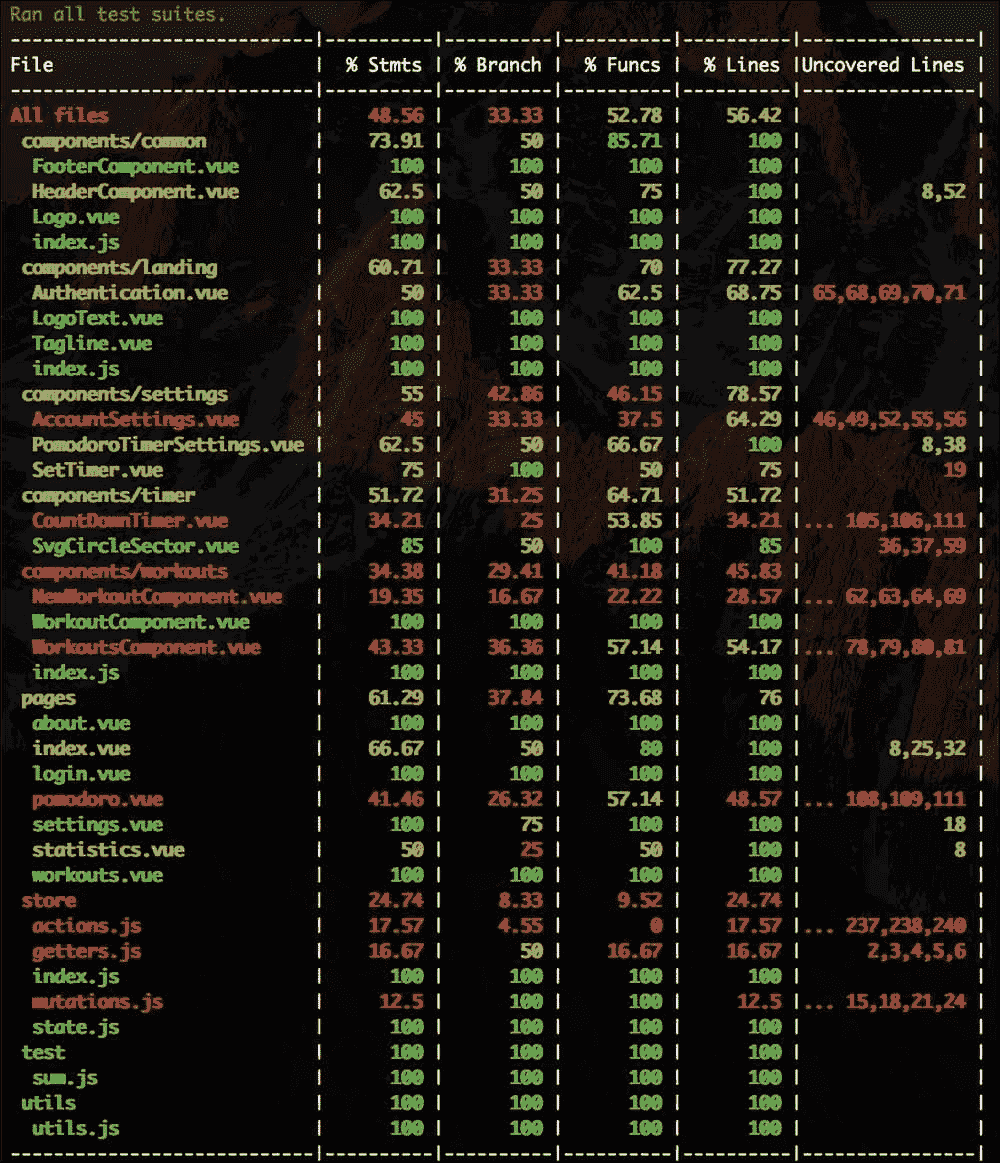 Ran all test suites.
----------------------------|----------|----------|----------|----------|----------------|
File                        |  % Stmts | % Branch |  % Funcs |  % Lines |Uncovered Lines |
----------------------------|----------|----------|----------|----------|----------------|
All files                   |    48.56 |    33.33 |    52.78 |    56.42 |                |
 components/common          |    73.91 |       50 |    85.71 |      100 |                |
  FooterComponent.vue       |      100 |      100 |      100 |      100 |                |
  HeaderComponent.vue       |     62.5 |       50 |       75 |      100 |           8,52 |
  Logo.vue                  |      100 |      100 |      100 |      100 |                |
  index.js                  |      100 |      100 |      100 |      100 |                |
 components/landing         |    60.71 |    33.33 |       70 |    77.27 |                |
  Authentication.vue        |       50 |    33.33 |     62.5 |    68.75 | 65,68,69,70,71 |
  LogoText.vue              |      100 |      100 |      100 |      100 |                |
  Tagline.vue               |      100 |      100 |      100 |      100 |                |
  index.js                  |      100 |      100 |      100 |      100 |                |
 components/settings        |       55 |    42.86 |    46.15 |    78.57 |                |
  AccountSettings.vue       |       45 |    33.33 |     37.5 |    64.29 | 46,49,52,55,56 |
  PomodoroTimerSettings.vue |     62.5 |       50 |    66.67 |      100 |           8,38 |
  SetTimer.vue              |       75 |      100 |       50 |       75 |             19 |
 components/timer           |    51.72 |    31.25 |    64.71 |    51.72 |                |
  CountDownTimer.vue        |    34.21 |       25 |    53.85 |    34.21 |... 105,106,111 |
  SvgCircleSector.vue       |       85 |       50 |      100 |       85 |       36,37,59 |
 components/workouts        |    34.38 |    29.41 |    41.18 |    45.83 |                |
  NewWorkoutComponent.vue   |    19.35 |    16.67 |    22.22 |    28.57 |... 62,63,64,69 |
  WorkoutComponent.vue      |      100 |      100 |      100 |      100 |                |
  WorkoutsComponent.vue     |    43.33 |    36.36 |    57.14 |    54.17 |... 78,79,80,81 |
  index.js                  |      100 |      100 |      100 |      100 |                |
 pages                      |    61.29 |    37.84 |    73.68 |       76 |                |
  about.vue                 |      100 |      100 |      100 |      100 |                |
  index.vue                 |    66.67 |       50 |       80 |      100 |        8,25,32 |
  login.vue                 |      100 |      100 |      100 |      100 |                |
  pomodoro.vue              |    41.46 |    26.32 |    57.14 |    48.57 |... 108,109,111 |
  settings.vue              |      100 |       75 |      100 |      100 |             18 |
  statistics.vue            |       50 |       25 |       50 |      100 |              8 |
  workouts.vue              |      100 |      100 |      100 |      100 |                |
 store                      |    24.74 |     8.33 |     9.52 |    24.74 |                |
  actions.js                |    17.57 |     4.55 |        0 |    17.57 |... 237,238,240 |
  getters.js                |    16.67 |       50 |    16.67 |    16.67 |      2,3,4,5,6 |
  index.js                  |      100 |      100 |      100 |      100 |                |
  mutations.js              |     12.5 |      100 |      100 |     12.5 |... 15,18,21,24 |
  state.js                  |      100 |      100 |      100 |      100 |                |
 test                       |      100 |      100 |      100 |      100 |                |
  sum.js                    |      100 |      100 |      100 |      100 |                |
 utils                      |      100 |      100 |      100 |      100 |                |
  utils.js                  |      100 |      100 |      100 |      100 |                |
----------------------------|----------|----------|----------|----------|----------------|